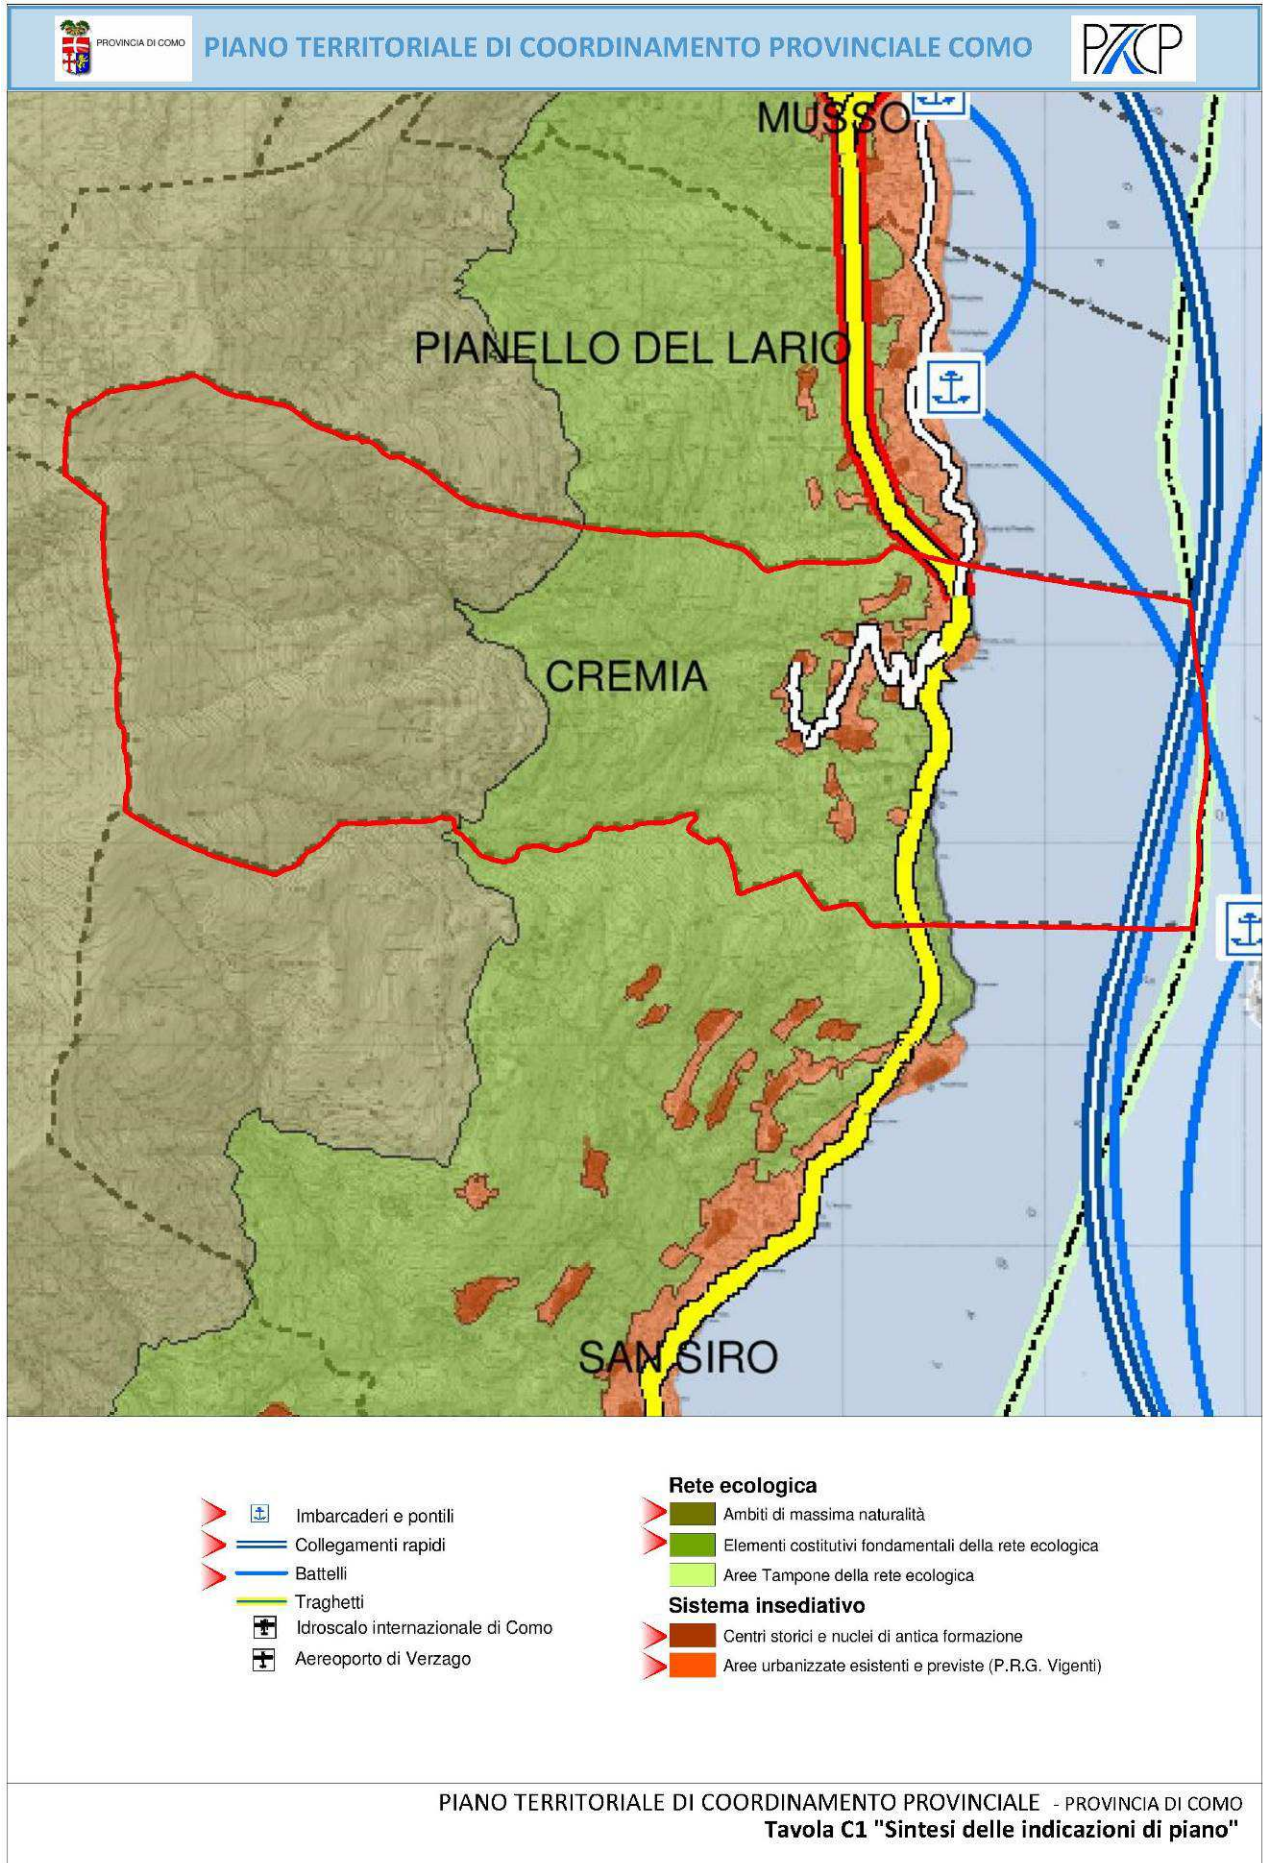 PROVINCIA DI COMO
PIANO TERRITORIALE DI COORDINAMENTO PROVINCIALE COMO
PTCP
MUSSO
PIANELLO DEL LARIO
CREMIA
SAN SIRO
Imbarcaderi e pontili
Collegamenti rapidi
Battelli
Traghetti
Idroscalo internazionale di Como
Aereoporto di Verzago
Rete ecologica
Ambiti di massima naturalità
Elementi costitutivi fondamentali della rete ecologica
Aree Tampone della rete ecologica
Sistema insediativo
Centri storici e nuclei di antica formazione
Aree urbanizzate esistenti e previste (P.R.G. Vigenti)
PIANO TERRITORIALE DI COORDINAMENTO PROVINCIALE - PROVINCIA DI COMO
Tavola C1 "Sintesi delle indicazioni di piano"